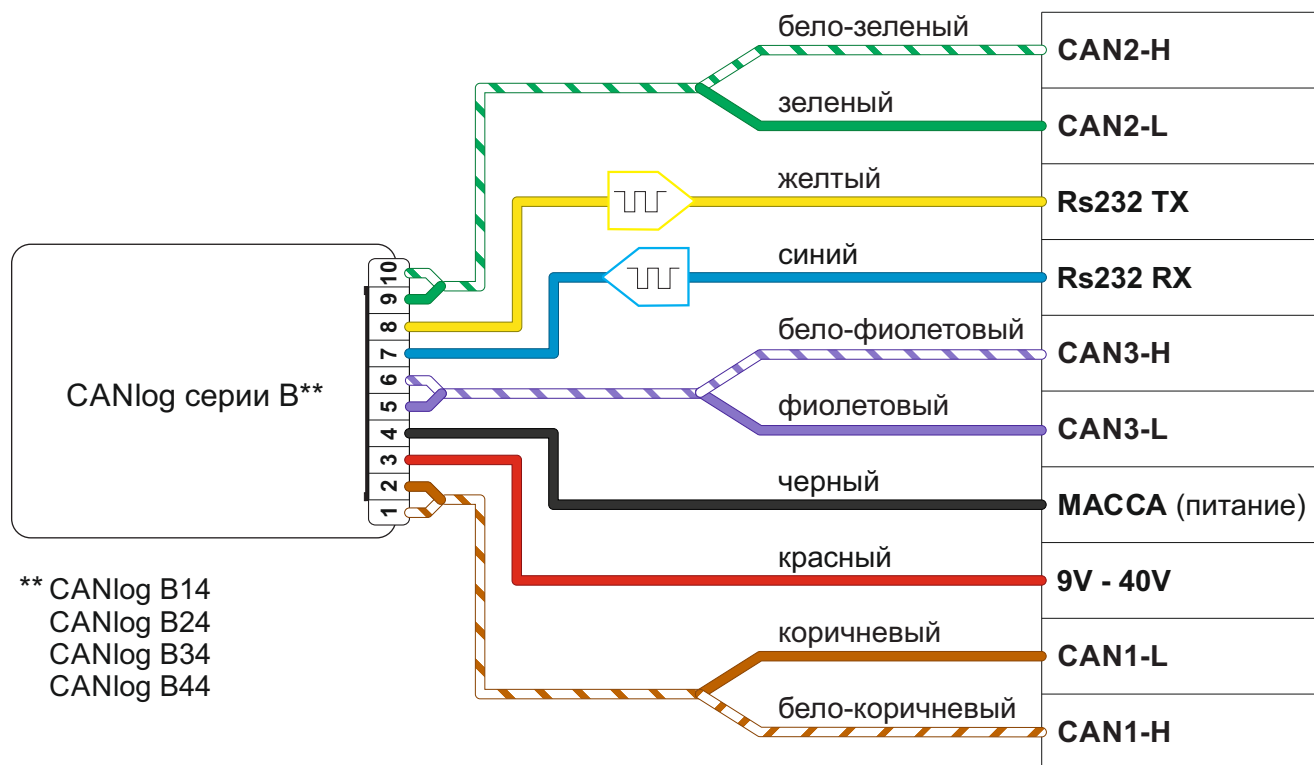 бело-зеленый
CAN2-H
зеленый
CAN2-L
желтый
Rs232 TX
синий
Rs232 RX
бело-фиолетовый
CAN3-H
фиолетовый
CAN3-L
черный
МАССА (питание)
красный
9V - 40V
коричневый
CAN1-L
бело-коричневый
CAN1-H
10
9
8
7
6
5
4
3
2
1
CANlog серии B**
** CANlog B14
CANlog B24
CANlog B34
CANlog B44